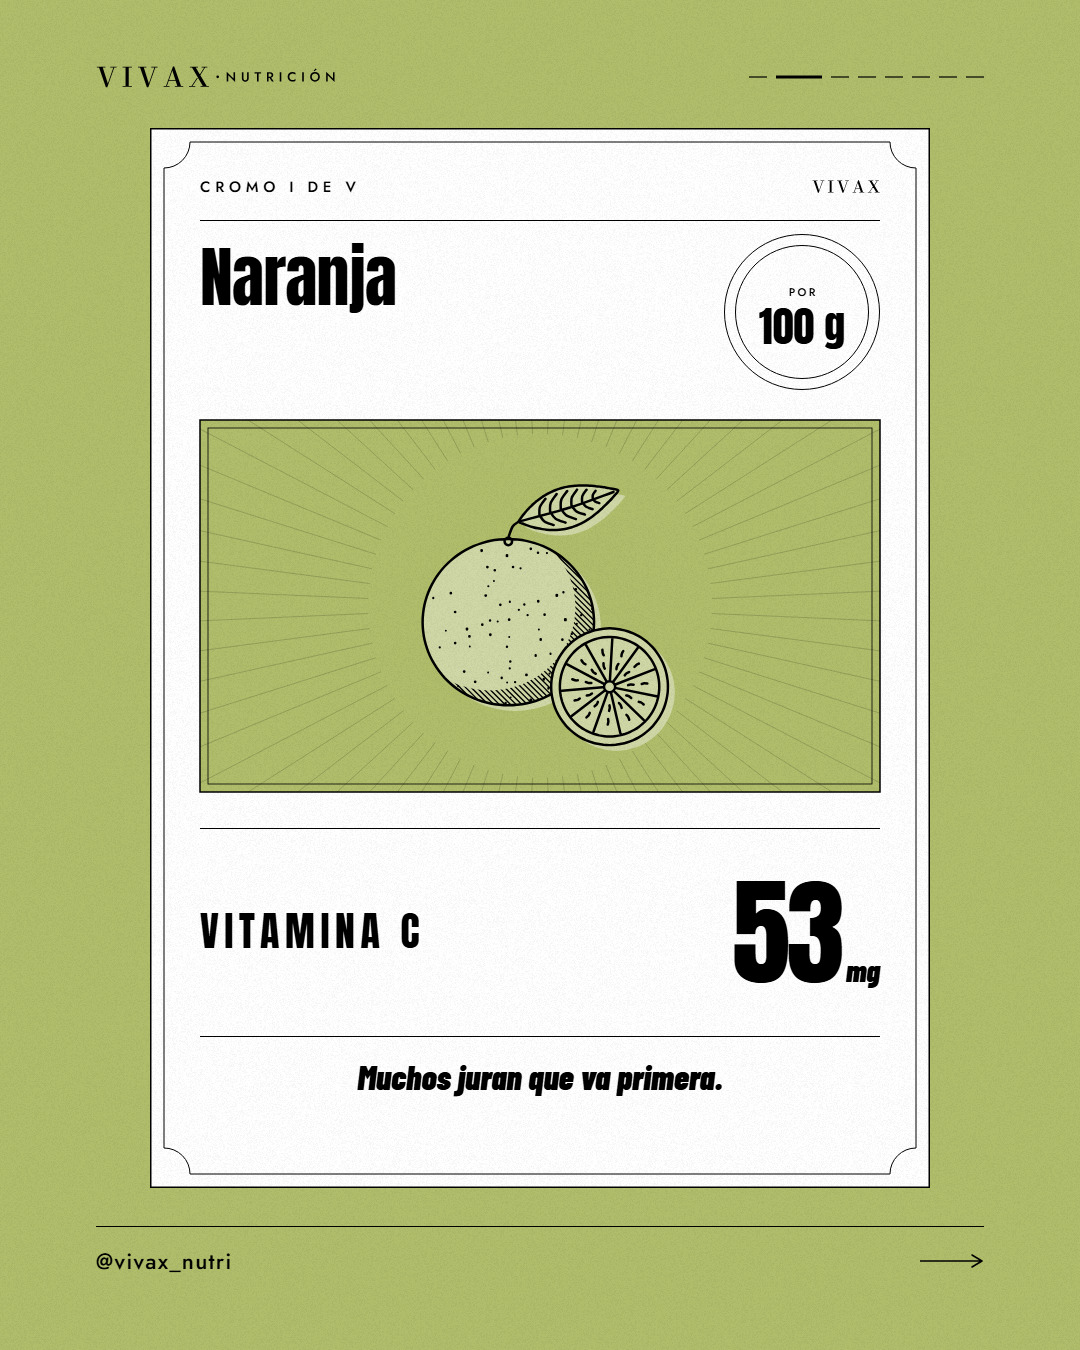 VIVAX·NUTRICIÓN
CROMO I DE V
VIVAX
Naranja
POR
100 g
VITAMINA C
53 mg
Muchos juran que va primera.
@vivax_nutri